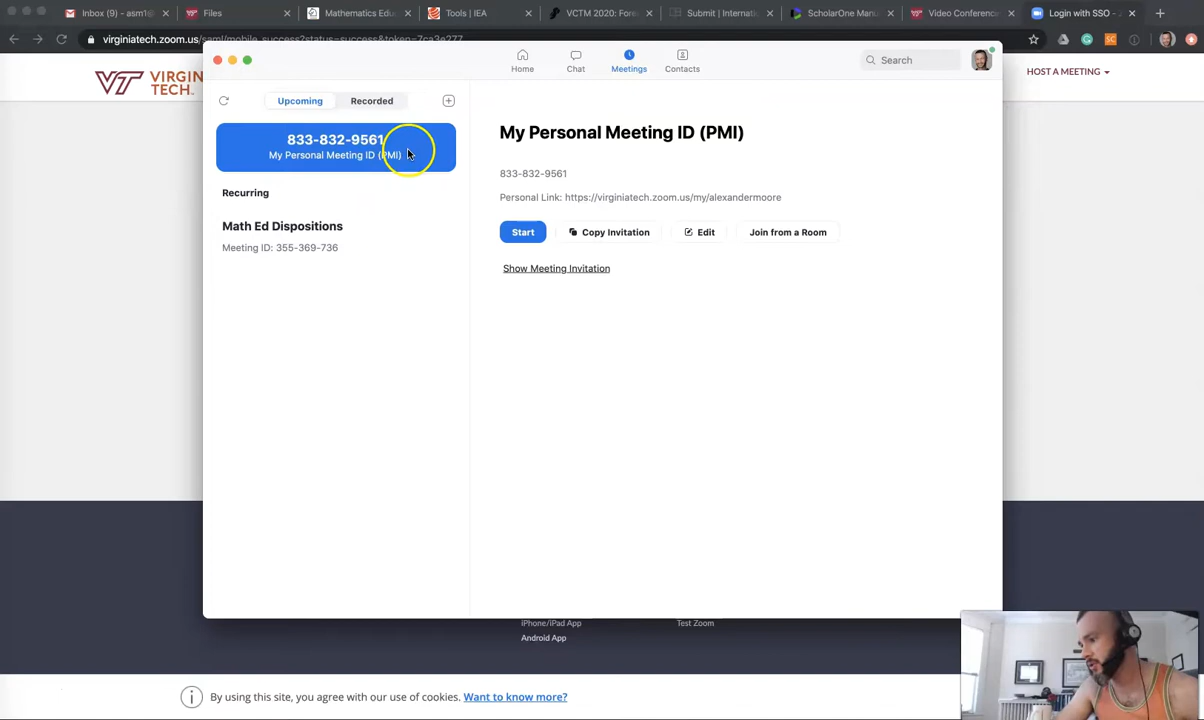 Inbox (9) - asm1@
Files
Mathematics Edu
Tools | IEA
VCTM 2020: Fore
Submit | Internati
ScholarOne Manu
Video Conferenc
Login with SSO -
virginiatech.zoom.us/saml/mobile_success?status=success&token=7ca3e277
VT VIRGINIA
TECH.
HOST A MEETING
Home
Chat
Meetings
Contacts
Search
Upcoming
Recorded
833-832-9561
My Personal Meeting ID (PMI)
Recurring
Math Ed Dispositions
Meeting ID: 355-369-736
My Personal Meeting ID (PMI)
833-832-9561
Personal Link: https://virginiatech.zoom.us/my/alexandermoore
Start
Copy Invitation
Edit
Join from a Room
Show Meeting Invitation
iPhone/iPad App
Android App
Test Zoom
By using this site, you agree with our use of cookies. Want to know more?